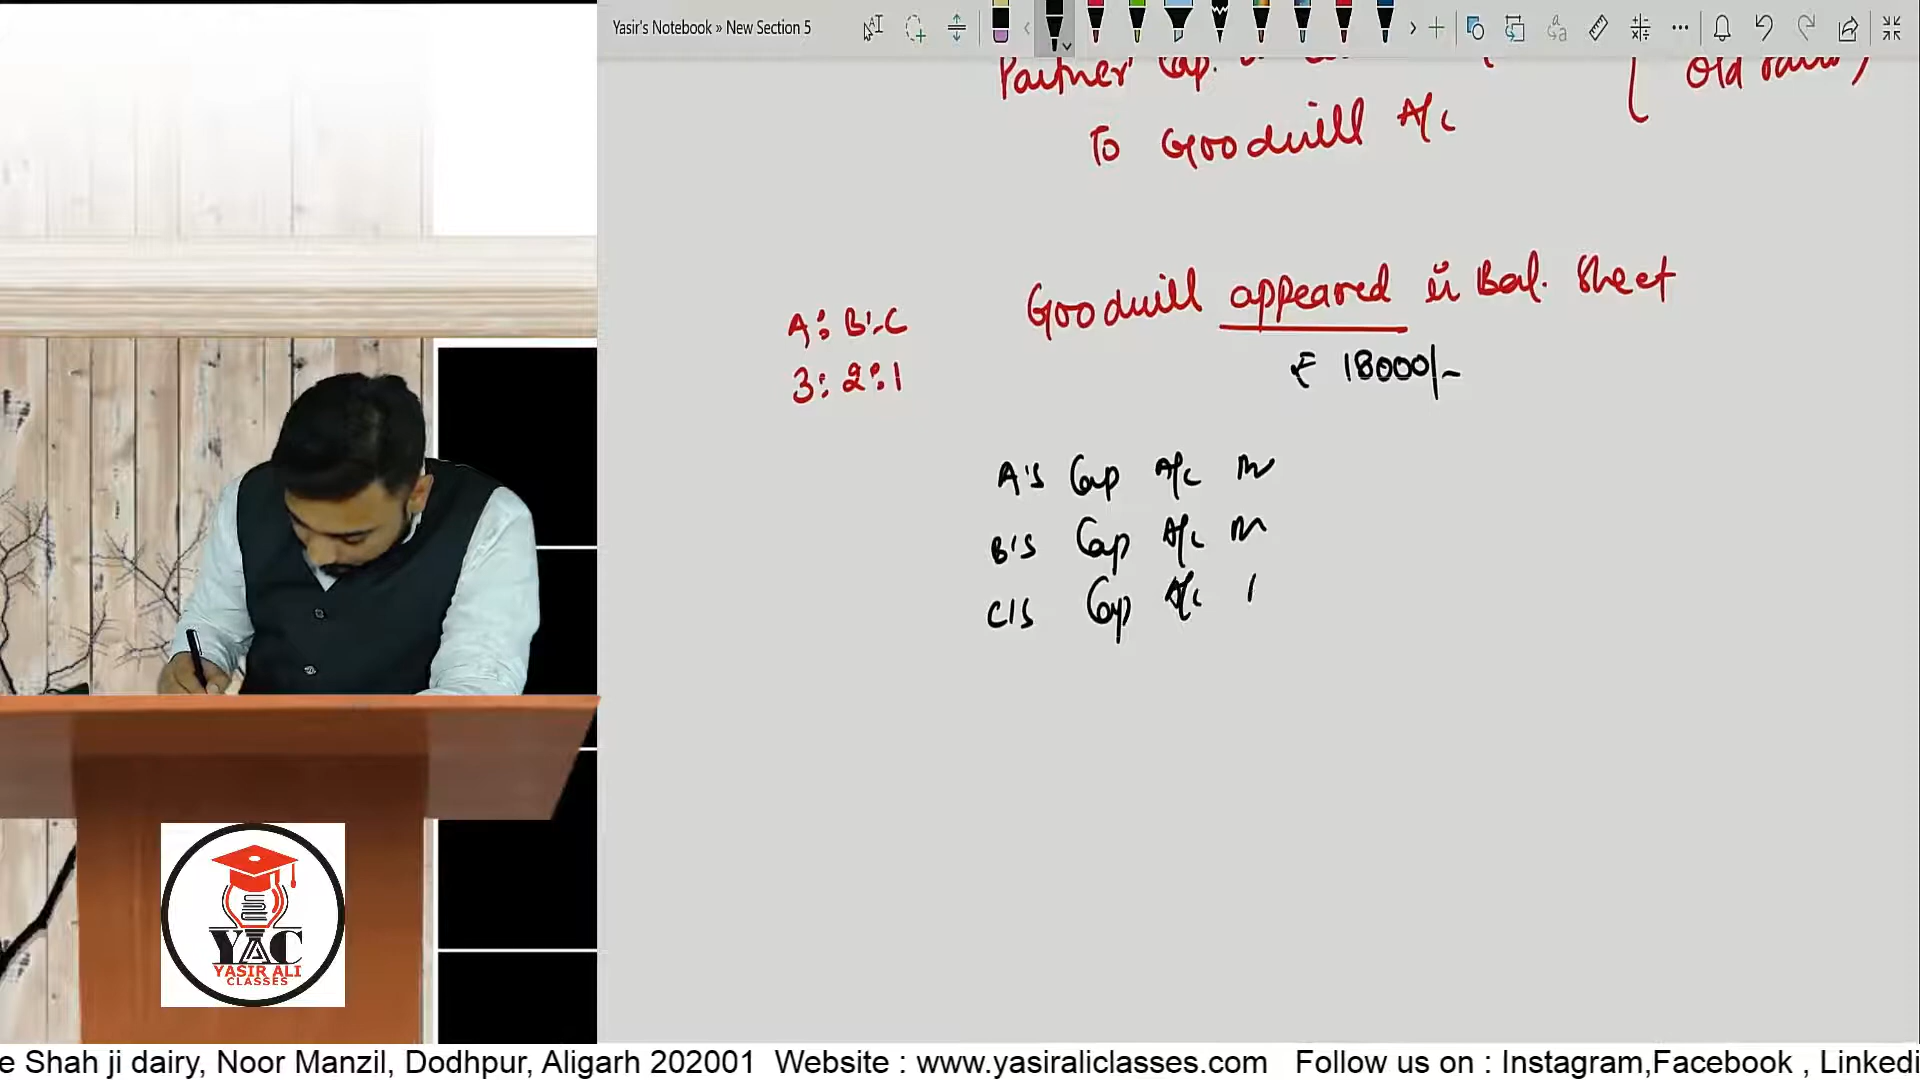 Yasir's Notebook » New Section 5
Partner' Cap.
To Goodwill A/c
Old
Goodwill appeared in Bal. Sheet
₹ 18000/-
A:B:C
3:2:1
A's Cap A/c Dr
B's Cap A/c Dr
C's Cap A/c
YAC
YASIR ALI
CLASSES
e Shah ji dairy, Noor Manzil, Dodhpur, Aligarh 202001 Website : www.yasiraliclasses.com Follow us on : Instagram,Facebook , Linkedi